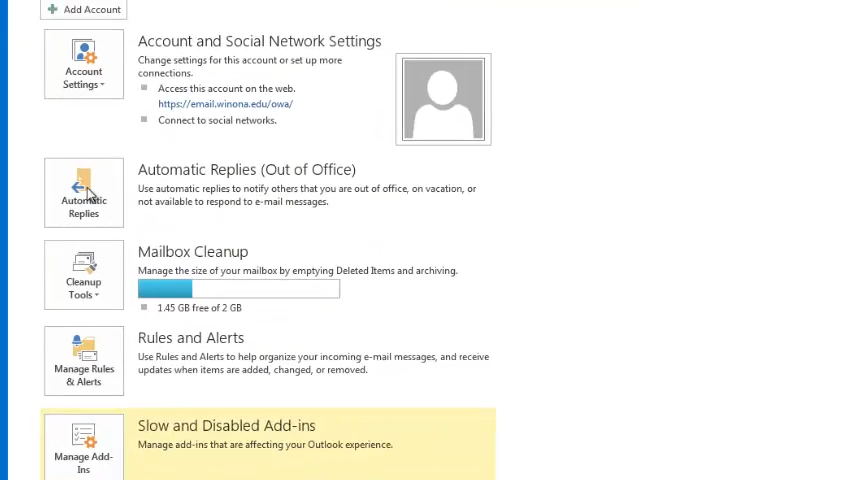 Add Account
Account and Social Network Settings
Change settings for this account or set up more
connections.
Access this account on the web.
https://email.winona.edu/owa/
Connect to social networks.
Account
Settings
Automatic Replies (Out of Office)
Use automatic replies to notify others that you are out of office, on vacation, or
not available to respond to e-mail messages.
Automatic
Replies
Mailbox Cleanup
Manage the size of your mailbox by emptying Deleted Items and archiving.
1.45 GB free of 2 GB
Cleanup
Tools
Rules and Alerts
Use Rules and Alerts to help organize your incoming e-mail messages, and receive
updates when items are added, changed, or removed.
Manage Rules
& Alerts
Slow and Disabled Add-ins
Manage add-ins that are affecting your Outlook experience.
Manage Add-
Ins